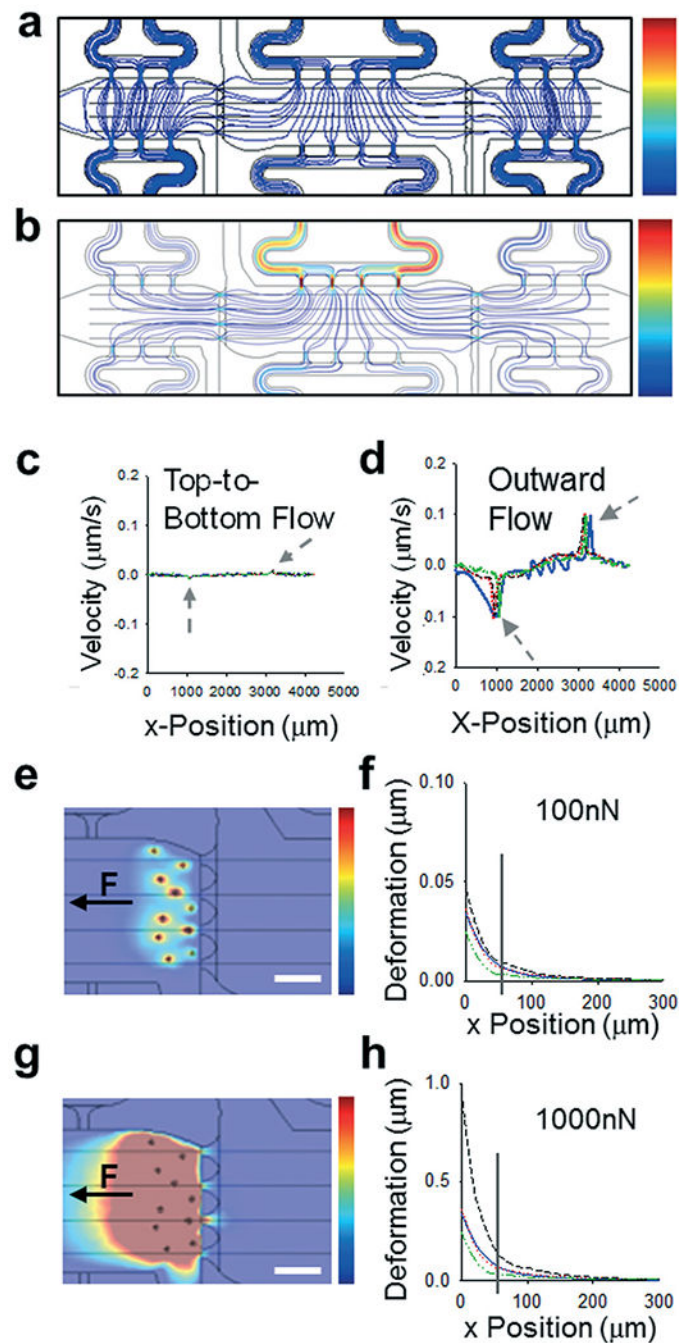 a
b
c
Top-to-
Bottom Flow
Velocity (μm/s)
0.2
0.1
0.0
-0.1
-0.2
0 1000 2000 3000 4000 5000
x-Position (μm)
d
Outward
Flow
Velocity (μm/s)
0.2
0.1
0.0
0.1
0.2
0 1000 2000 3000 4000 5000
X-Position (μm)
e
F
f
100nN
Deformation (μm)
0.10
0.05
0.00
0 100 200 300
x Position (μm)
g
F
h
1000nN
Deformation (μm)
1.0
0.5
0.0
0 100 200 300
x Position (μm)